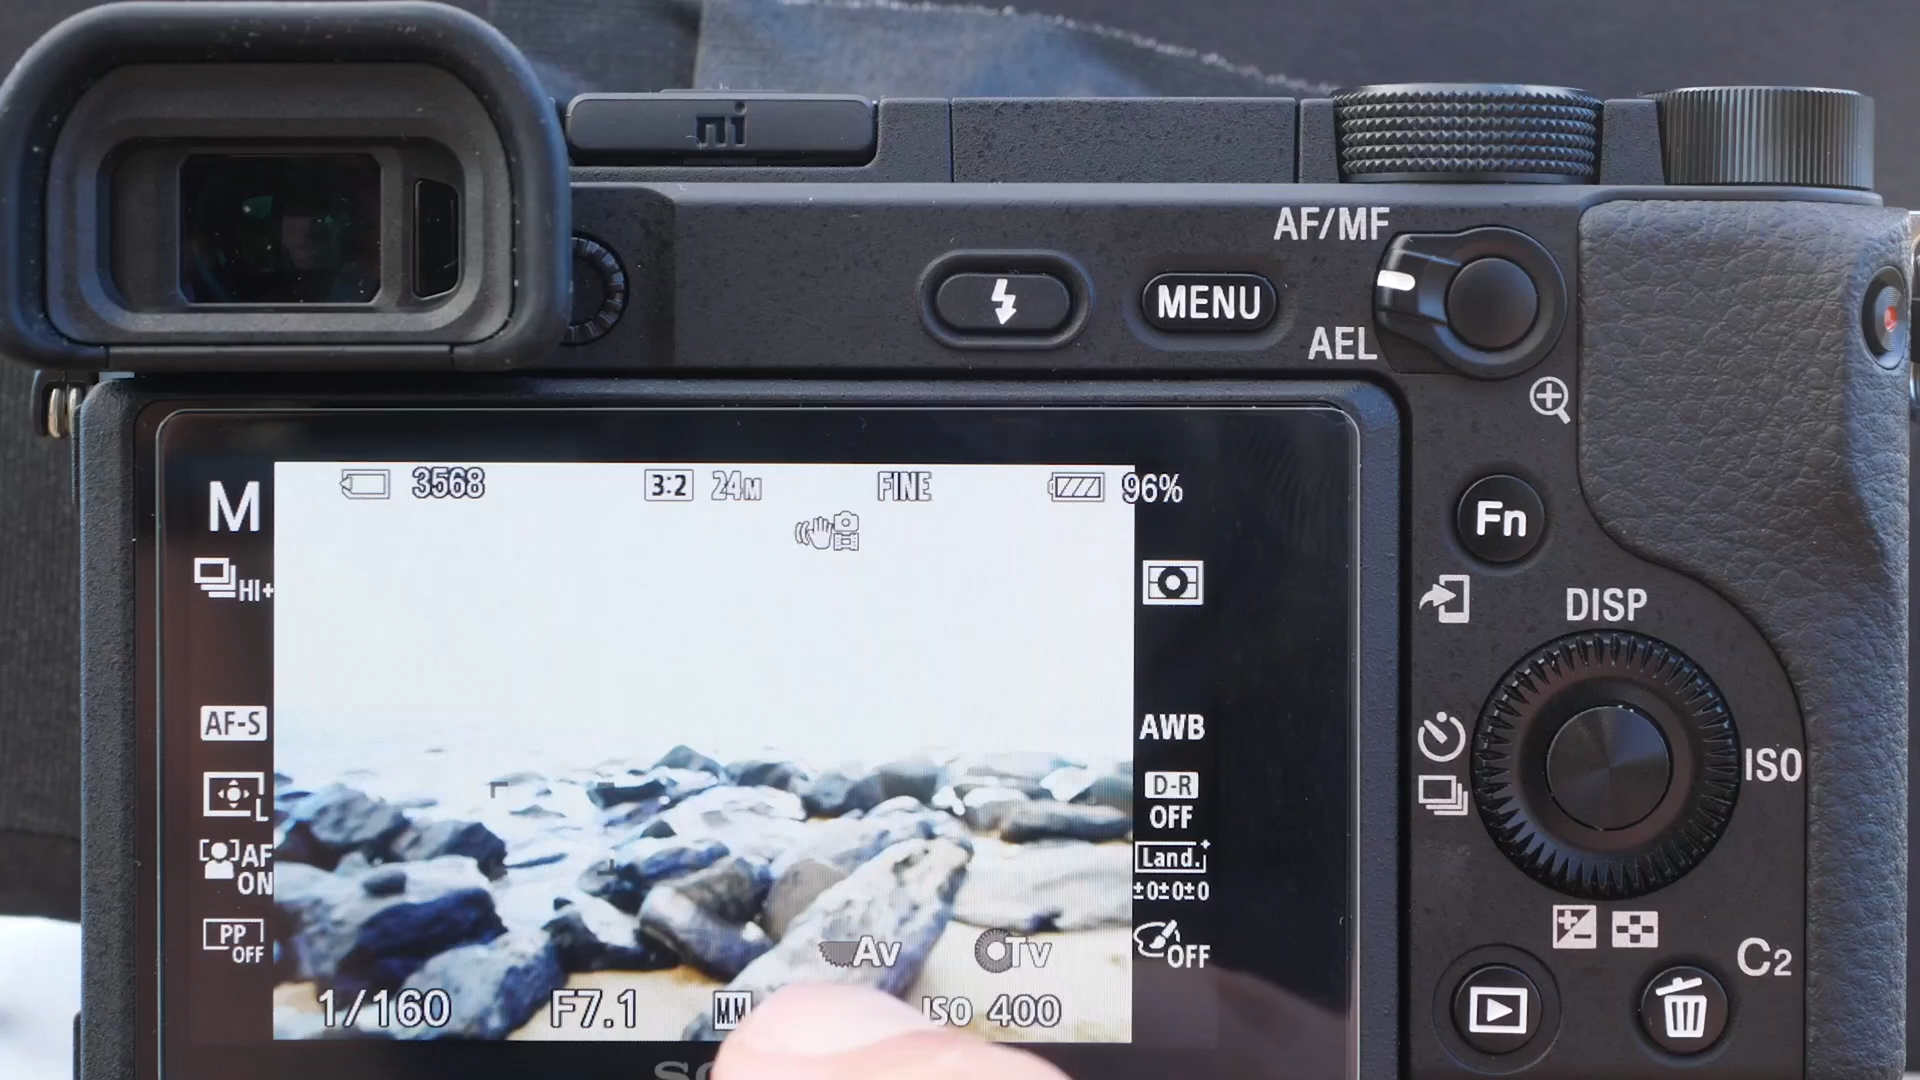 AF/MF
MENU
AEL
Fn
DISP
ISO
C2
M
3568
3:2
24M
FINE
96%
HI+
AF-S
L
AF
ON
PP
OFF
AWB
D-R
OFF
Land.+
±0±0±0
OFF
Av
Tv
1/160
F7.1
M.M
ISO 400